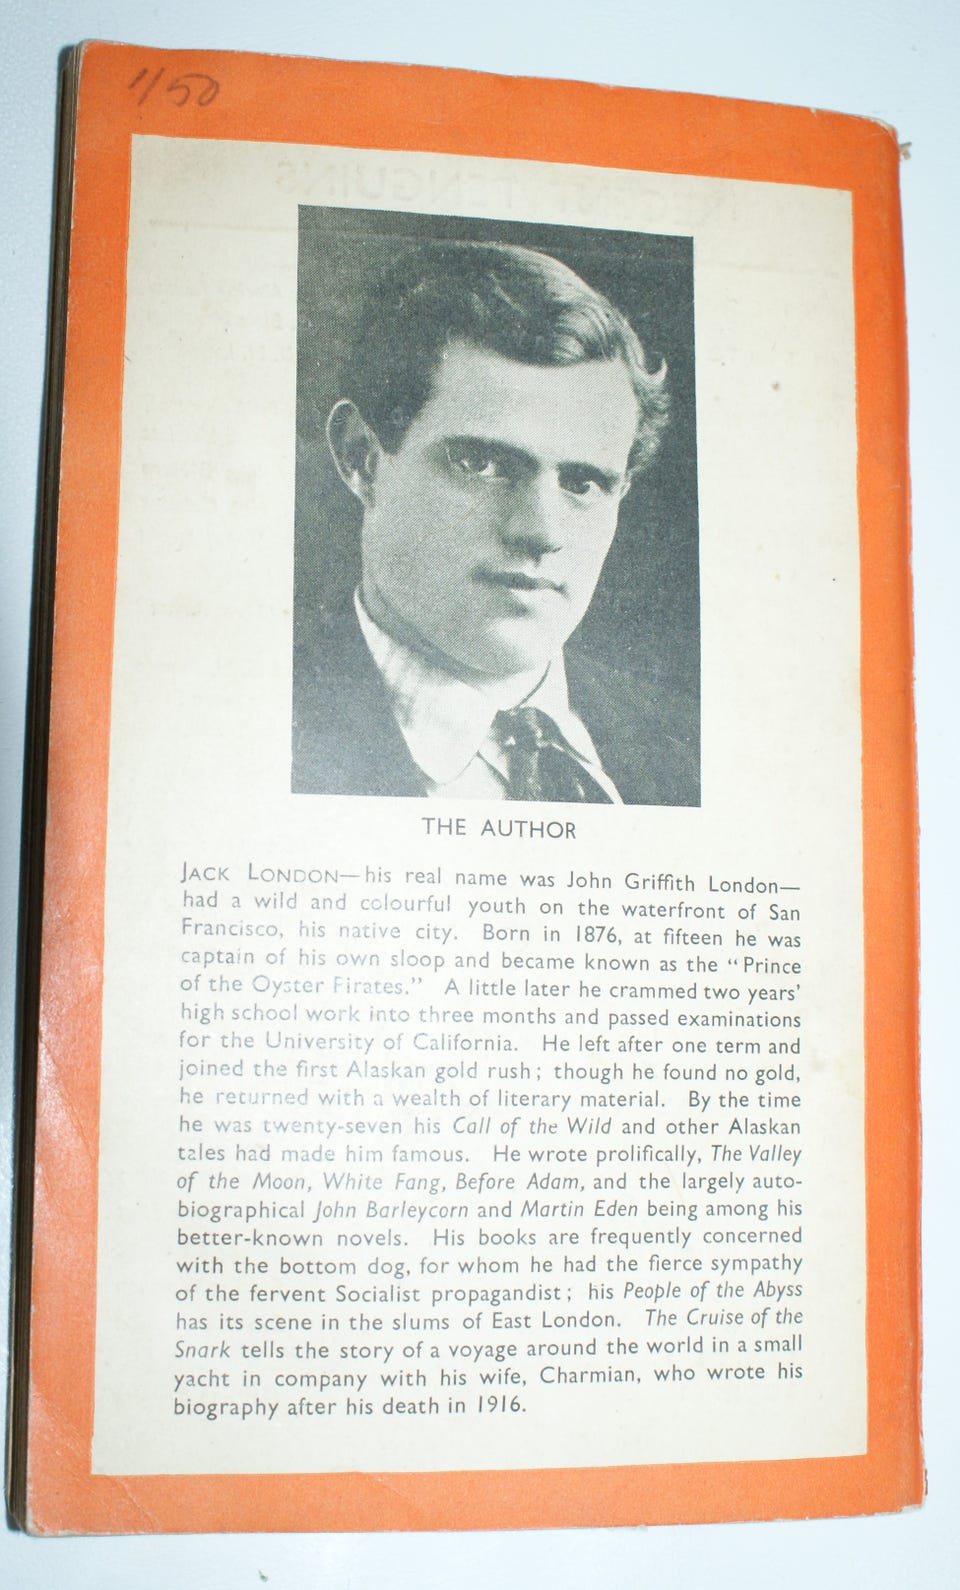 1/50
THE AUTHOR
JACK LONDON—his real name was John Griffith London—
had a wild and colourful youth on the waterfront of San
Francisco, his native city. Born in 1876, at fifteen he was
captain of his own sloop and became known as the “Prince
of the Oyster Pirates.” A little later he crammed two years’
high school work into three months and passed examinations
for the University of California. He left after one term and
joined the first Alaskan gold rush; though he found no gold,
he returned with a wealth of literary material. By the time
he was twenty-seven his Call of the Wild and other Alaskan
tales had made him famous. He wrote prolifically, The Valley
of the Moon, White Fang, Before Adam, and the largely auto-
biographical John Barleycorn and Martin Eden being among his
better-known novels. His books are frequently concerned
with the bottom dog, for whom he had the fierce sympathy
of the fervent Socialist propagandist; his People of the Abyss
has its scene in the slums of East London. The Cruise of the
Snark tells the story of a voyage around the world in a small
yacht in company with his wife, Charmian, who wrote his
biography after his death in 1916.